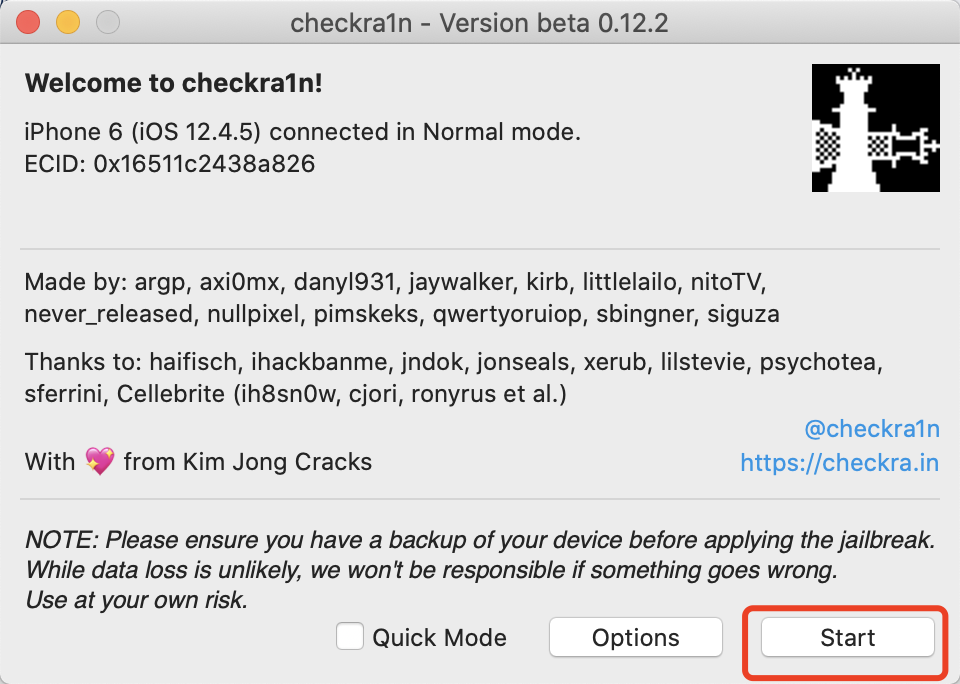 checkra1n - Version beta 0.12.2
Welcome to checkra1n!
iPhone 6 (iOS 12.4.5) connected in Normal mode.
ECID: 0x16511c2438a826
Made by: argp, axi0mx, danyl931, jaywalker, kirb, littlelailo, nitoTV,
never_released, nullpixel, pimskeks, qwertyoruiop, sbingner, siguza
Thanks to: haifisch, ihackbanme, jndok, jonseals, xerub, lilstevie, psychotea,
sferrini, Cellebrite (ih8sn0w, cjori, ronyrus et al.)
@checkra1n
With 💖 from Kim Jong Cracks
https://checkra.in
NOTE: Please ensure you have a backup of your device before applying the jailbreak.
While data loss is unlikely, we won't be responsible if something goes wrong.
Use at your own risk.
Quick Mode
Options
Start